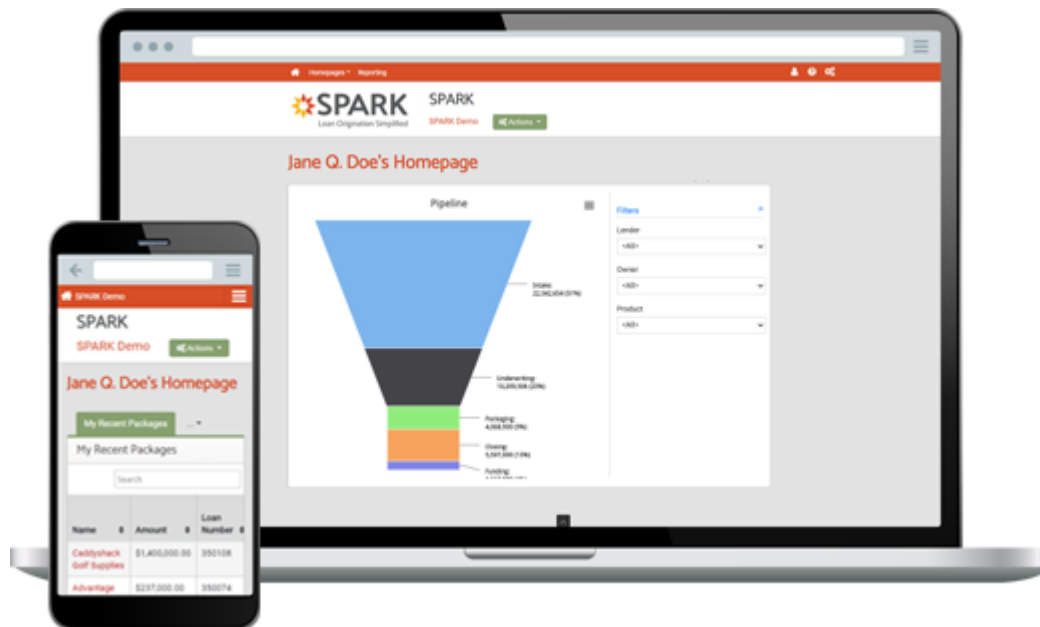 Homepages
Reporting
SPARK
Loan Origination Simplified
SPARK
SPARK Demo
Actions
Jane Q. Doe's Homepage
Pipeline
Intake:
Underwriting:
Packaging:
Closing:
Funding:
Filters
Lender
<All>
Owner
<All>
Product
<All>
SPARK Demo
SPARK
SPARK Demo
Actions
Jane Q. Doe's Homepage
My Recent Packages
...
My Recent Packages
Search
Name Amount Loan Number
Caddyshack Golf Supplies $1,400,000.00 350108
Advantage $237,000.00 350074